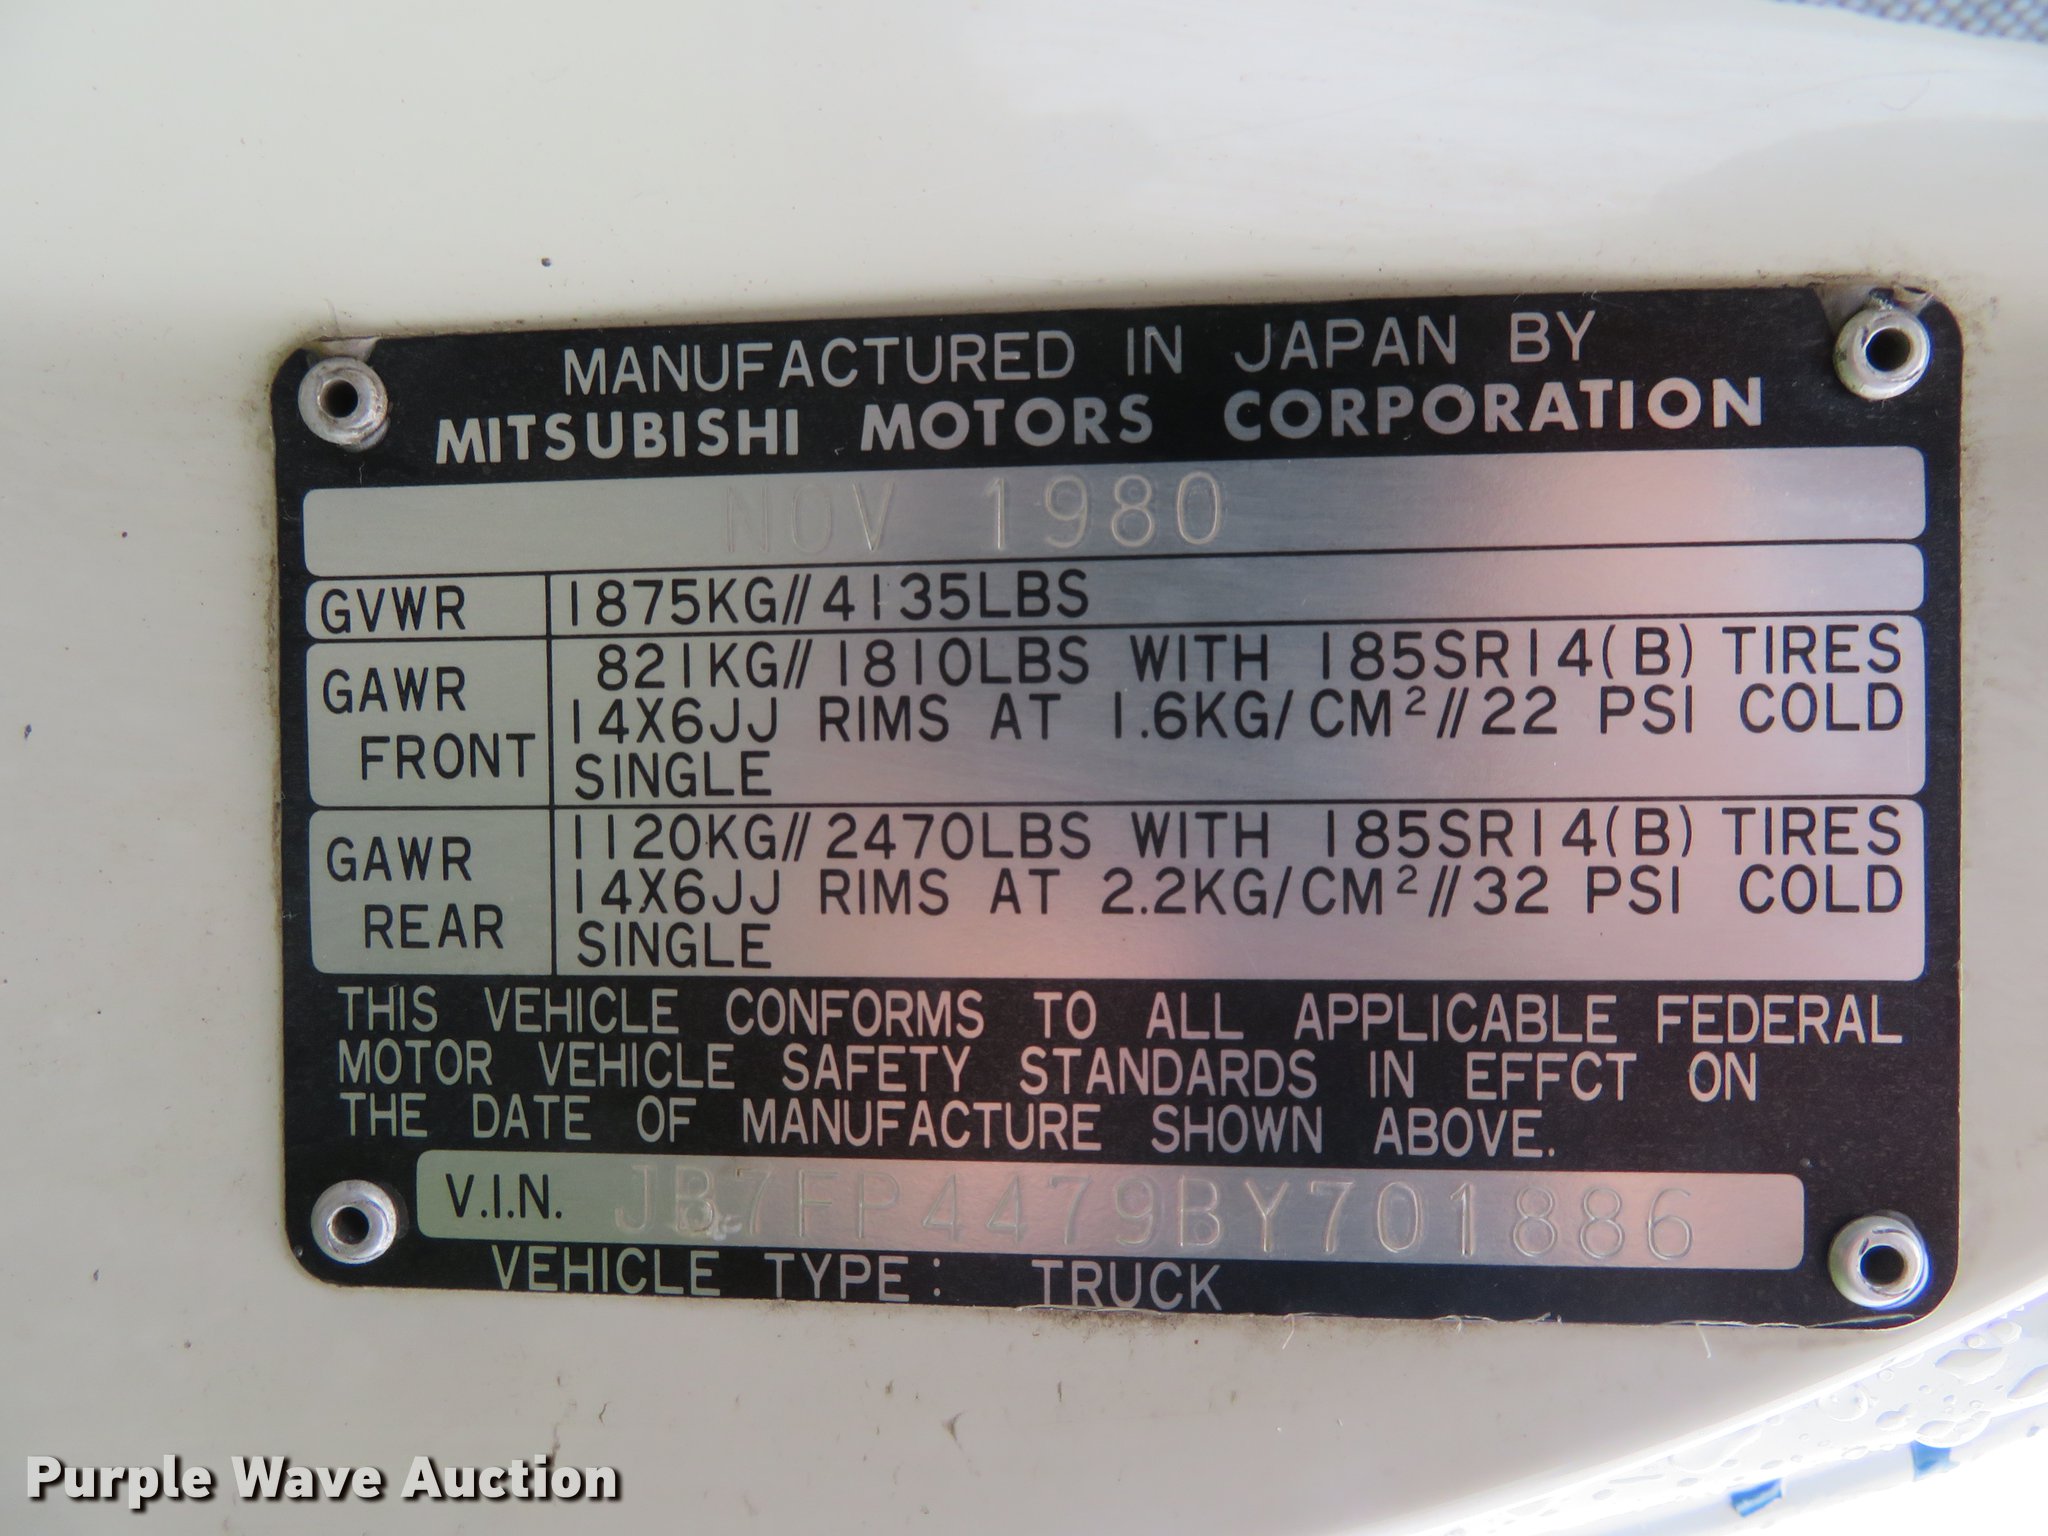 MANUFACTURED IN JAPAN BY
MITSUBISHI MOTORS CORPORATION
NOV 1980
GVWR 1875KG//4135LBS
GAWR FRONT 821KG//1810LBS WITH 185SR14(B) TIRES
14X6JJ RIMS AT 1.6KG/CM²//22 PSI COLD
SINGLE
GAWR REAR 1120KG//2470LBS WITH 185SR14(B) TIRES
14X6JJ RIMS AT 2.2KG/CM²//32 PSI COLD
SINGLE
THIS VEHICLE CONFORMS TO ALL APPLICABLE FEDERAL
MOTOR VEHICLE SAFETY STANDARDS IN EFFCT ON
THE DATE OF MANUFACTURE SHOWN ABOVE.
V.I.N. JB7FP4479BY701886
VEHICLE TYPE: TRUCK
Purple Wave Auction